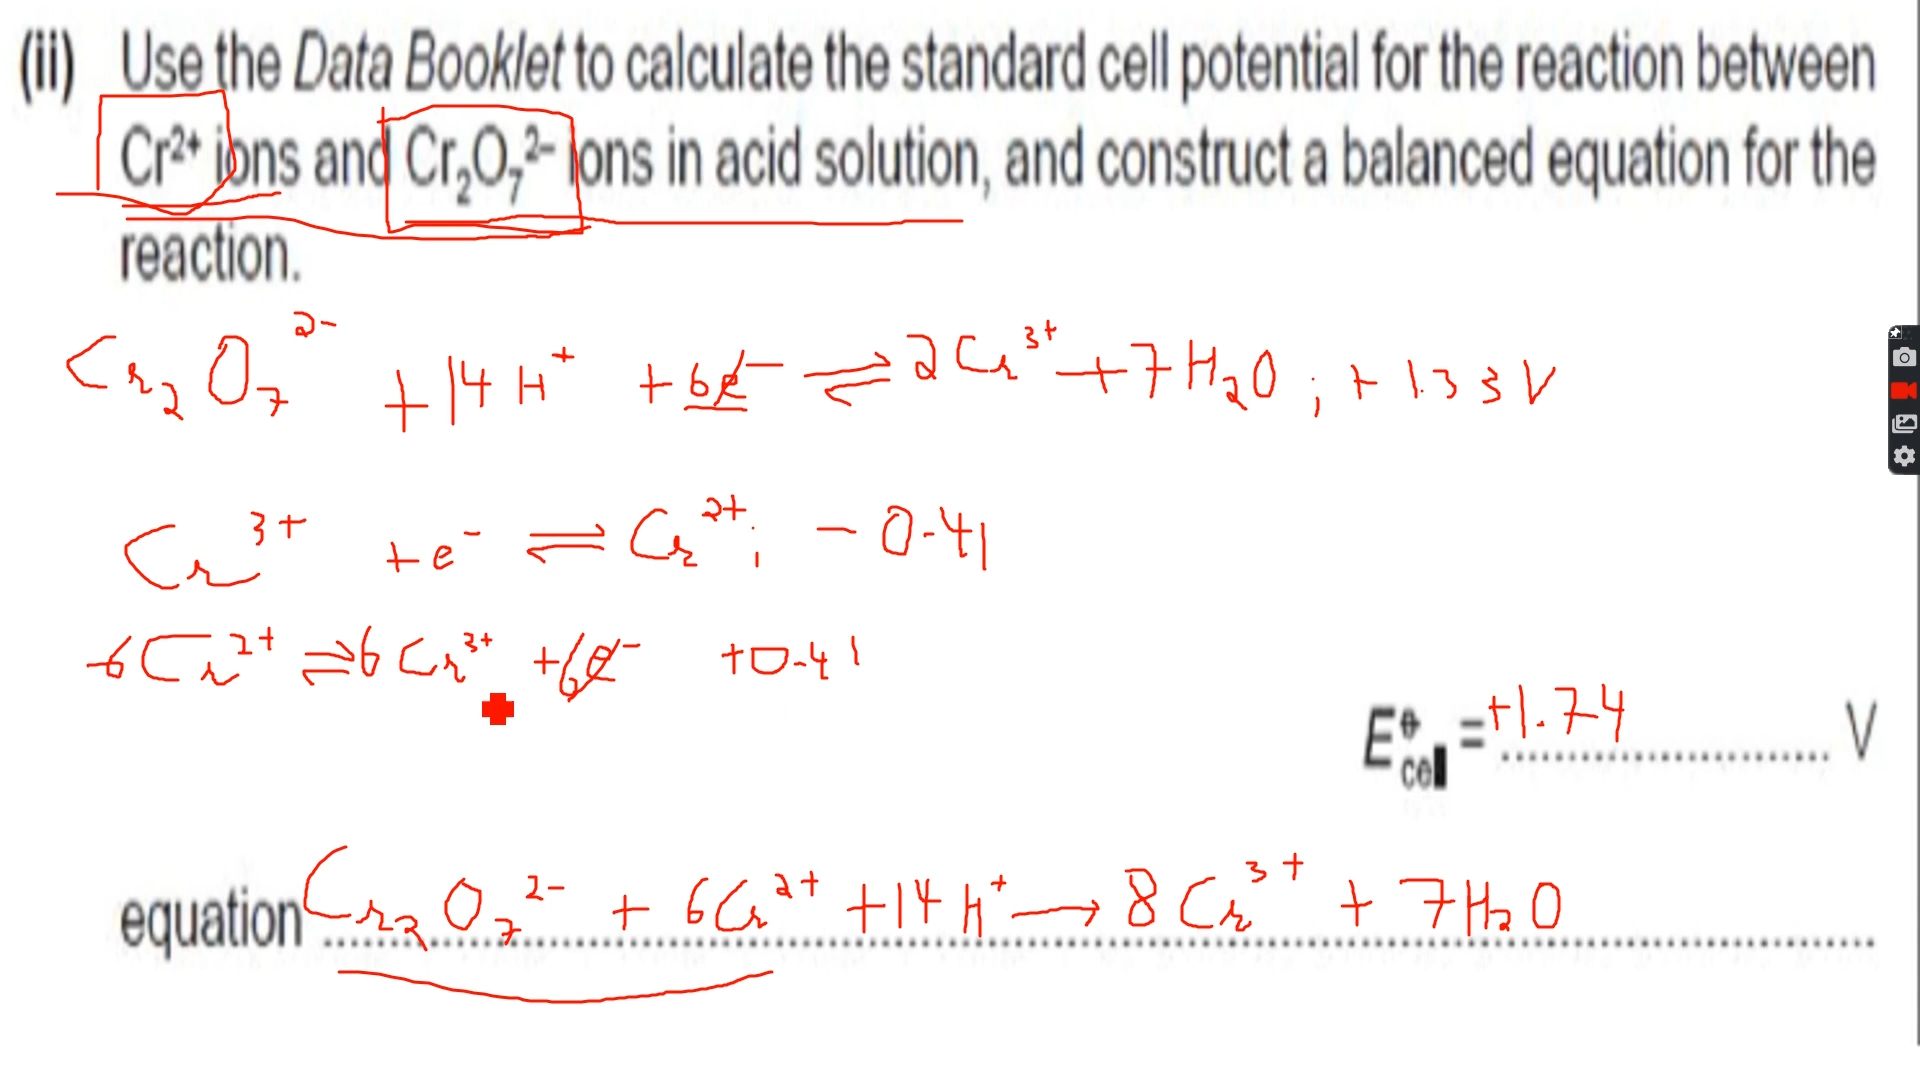 (ii) Use the Data Booklet to calculate the standard cell potential for the reaction between
Cr²⁺ ions and Cr₂O₇²⁻ ions in acid solution, and construct a balanced equation for the
reaction.
Cr₂O₇²⁻ + 14H⁺ + 6e⁻ ⇌ 2Cr³⁺ + 7H₂O ; + 1.33V
Cr³⁺ + e⁻ ⇌ Cr²⁺ ; - 0.41
6Cr²⁺ ⇌ 6Cr³⁺ + 6e⁻ +0.41
E⦵cell = +1.74 V
equation Cr₂O₇²⁻ + 6Cr²⁺ + 14H⁺ → 8Cr³⁺ + 7H₂O